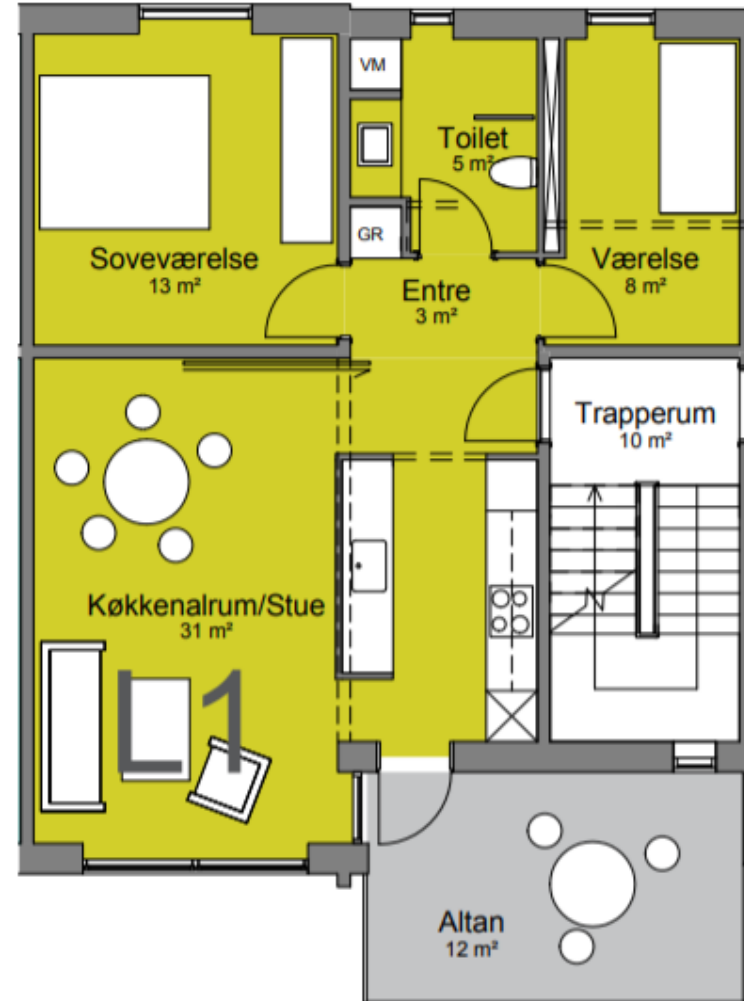 VM
Toilet
5 m²
GR
Soveværelse
13 m²
Entre
3 m²
Værelse
8 m²
Trapperum
10 m²
Køkkenalrum/Stue
31 m²
L1
Altan
12 m²